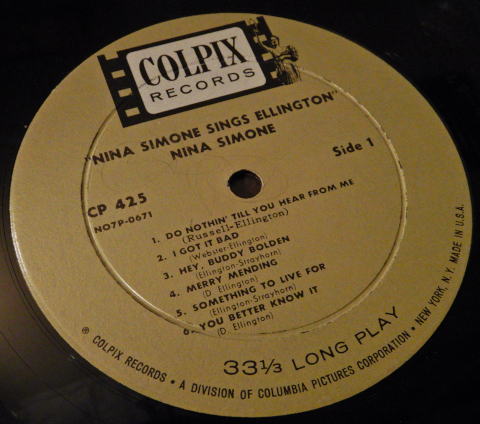 COLPIX
RECORDS
"NINA SIMONE SINGS ELLINGTON"
NINA SIMONE
Side 1
CP 425
NO7P-0671
1. DO NOTHIN' TILL YOU HEAR FROM ME
(Russell-Ellington)
2. I GOT IT BAD
(Webster-Ellington)
3. HEY, BUDDY BOLDEN
(Ellington-Strayhorn)
4. MERRY MENDING
(D. Ellington)
5. SOMETHING TO LIVE FOR
(Ellington-Strayhorn)
6. YOU BETTER KNOW IT
(D. Ellington)
33⅓ LONG PLAY
® COLPIX RECORDS • A DIVISION OF COLUMBIA PICTURES CORPORATION • NEW YORK, N.Y. MADE IN U.S.A.